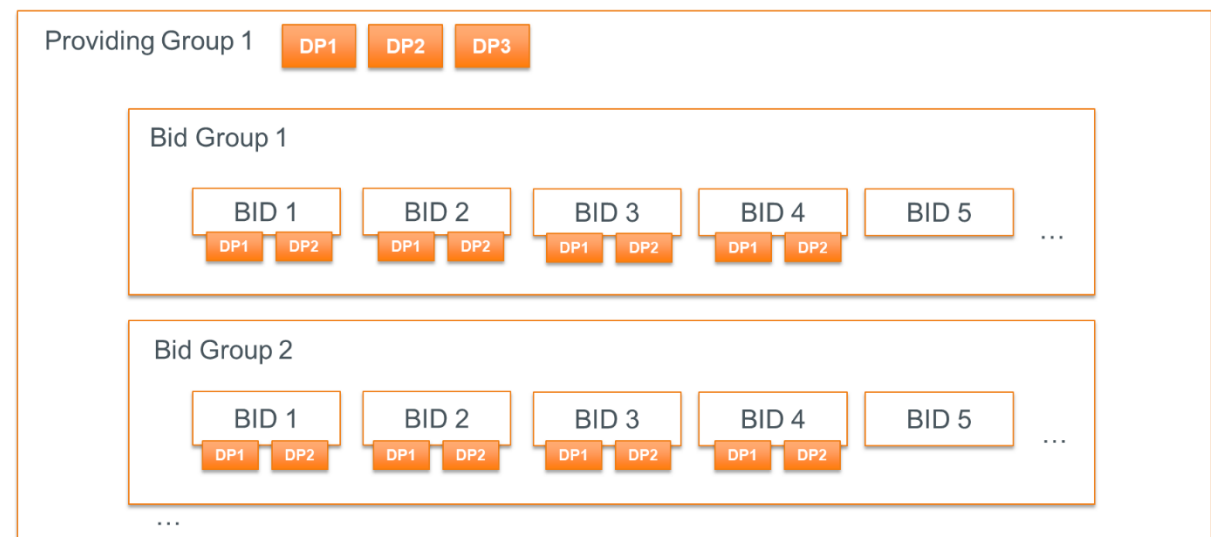 Providing Group 1 DP1 DP2 DP3
Bid Group 1
BID 1 BID 2 BID 3 BID 4 BID 5
DP1 DP2 DP1 DP2 DP1 DP2 DP1 DP2 ...
Bid Group 2
BID 1 BID 2 BID 3 BID 4 BID 5 ...
DP1 DP2 DP1 DP2 DP1 DP2 DP1 DP2
...